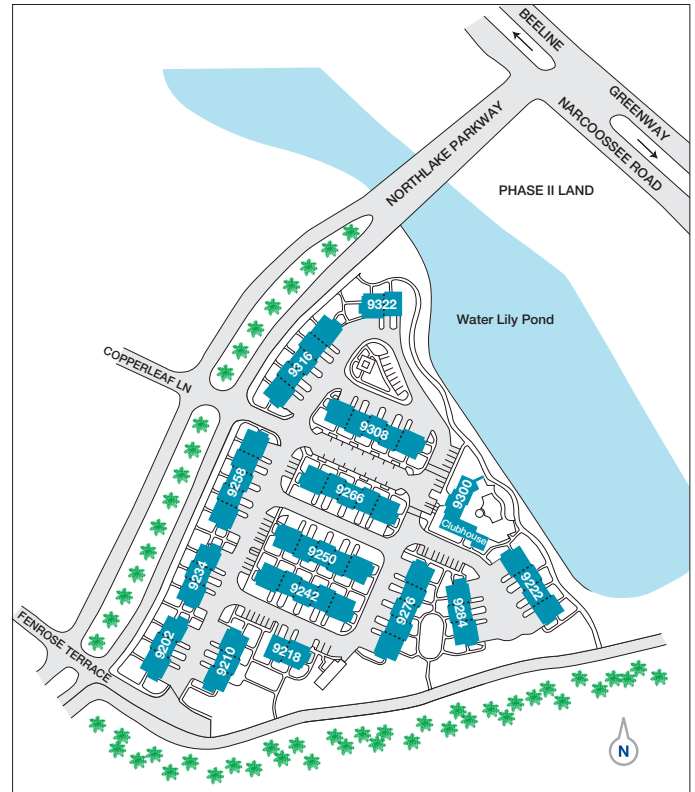 BEELINE
GREENWAY
NARCOOSSEE ROAD
NORTHLAKE PARKWAY
PHASE II LAND
Water Lily Pond
COPPERLEAF LN
9322
9316
9308
9258
9266
9300
Clubhouse
9250
9234
9242
9276
9284
9292
9202
9210
9218
FENROSE TERRACE
N